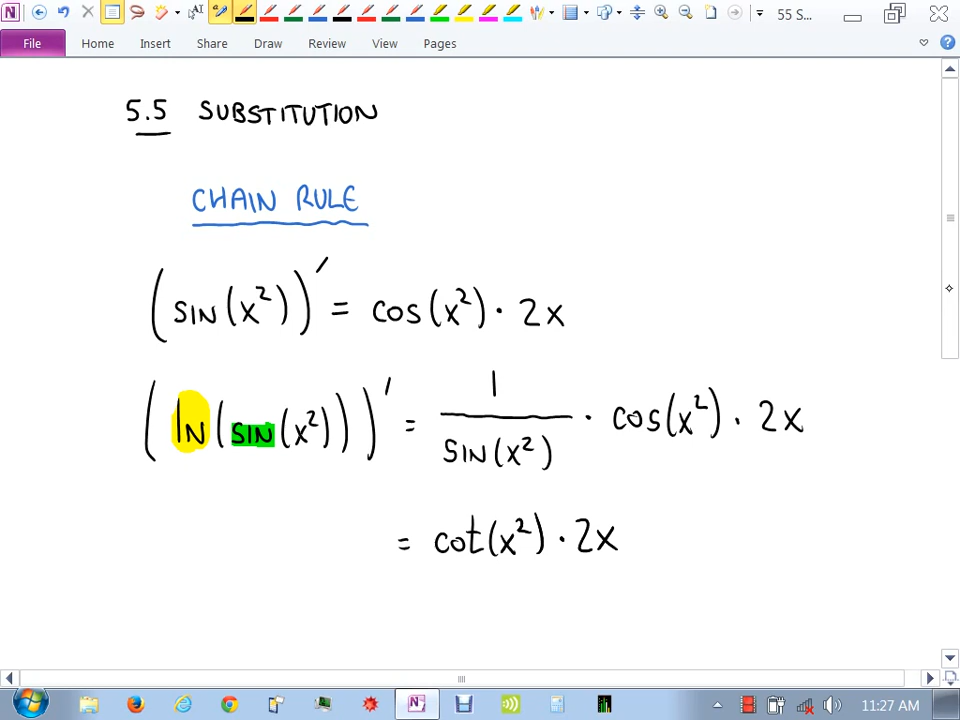 55 S...
File Home Insert Share Draw Review View Pages
5.5 SUBSTITUTION
CHAIN RULE
(SIN(x²))′ = cos(x²) · 2x
(lN(SIN(x²)))′ = 1/SIN(x²) · cos(x²) · 2x
= cot(x²) · 2x
11:27 AM